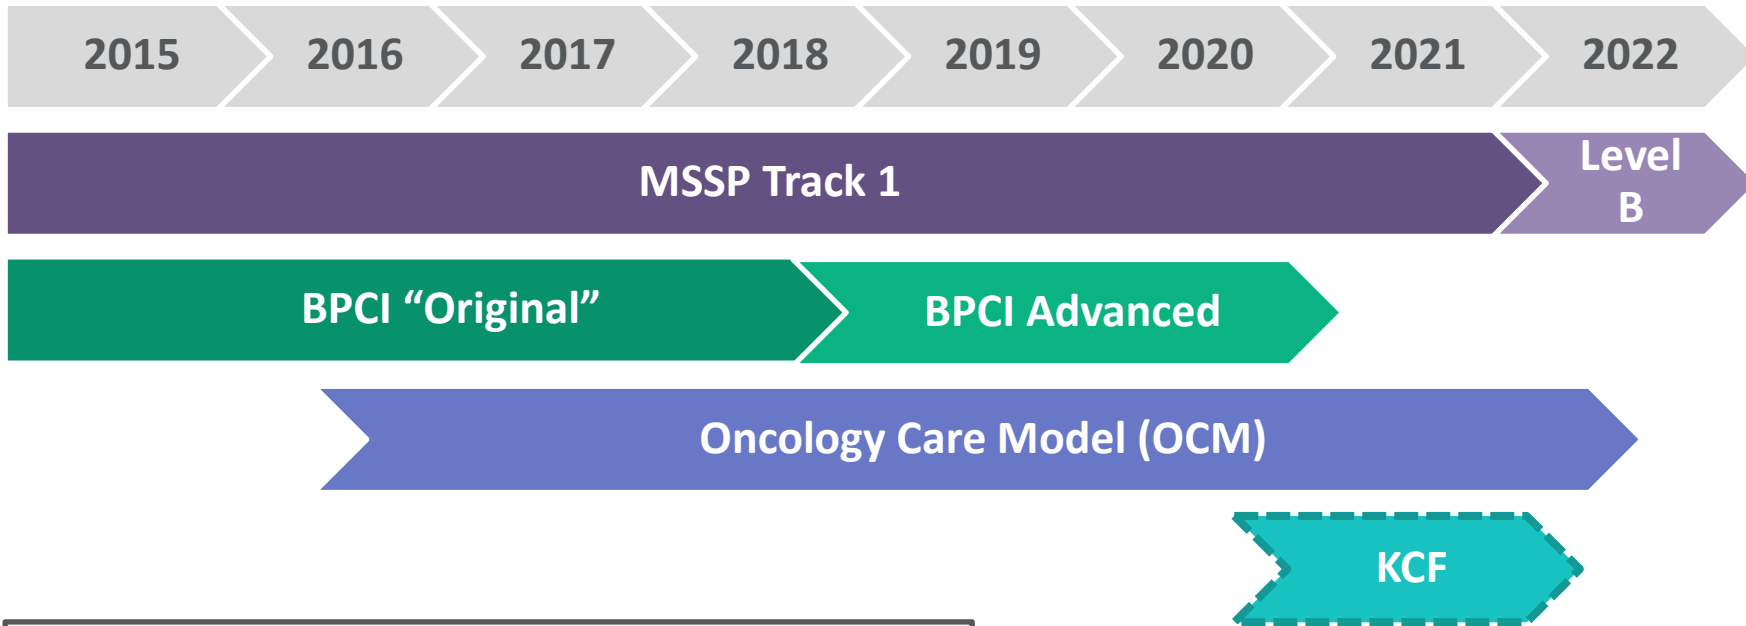 2015 2016 2017 2018 2019 2020 2021 2022
MSSP Track 1
Level
B
BPCI “Original”
BPCI Advanced
Oncology Care Model (OCM)
KCF